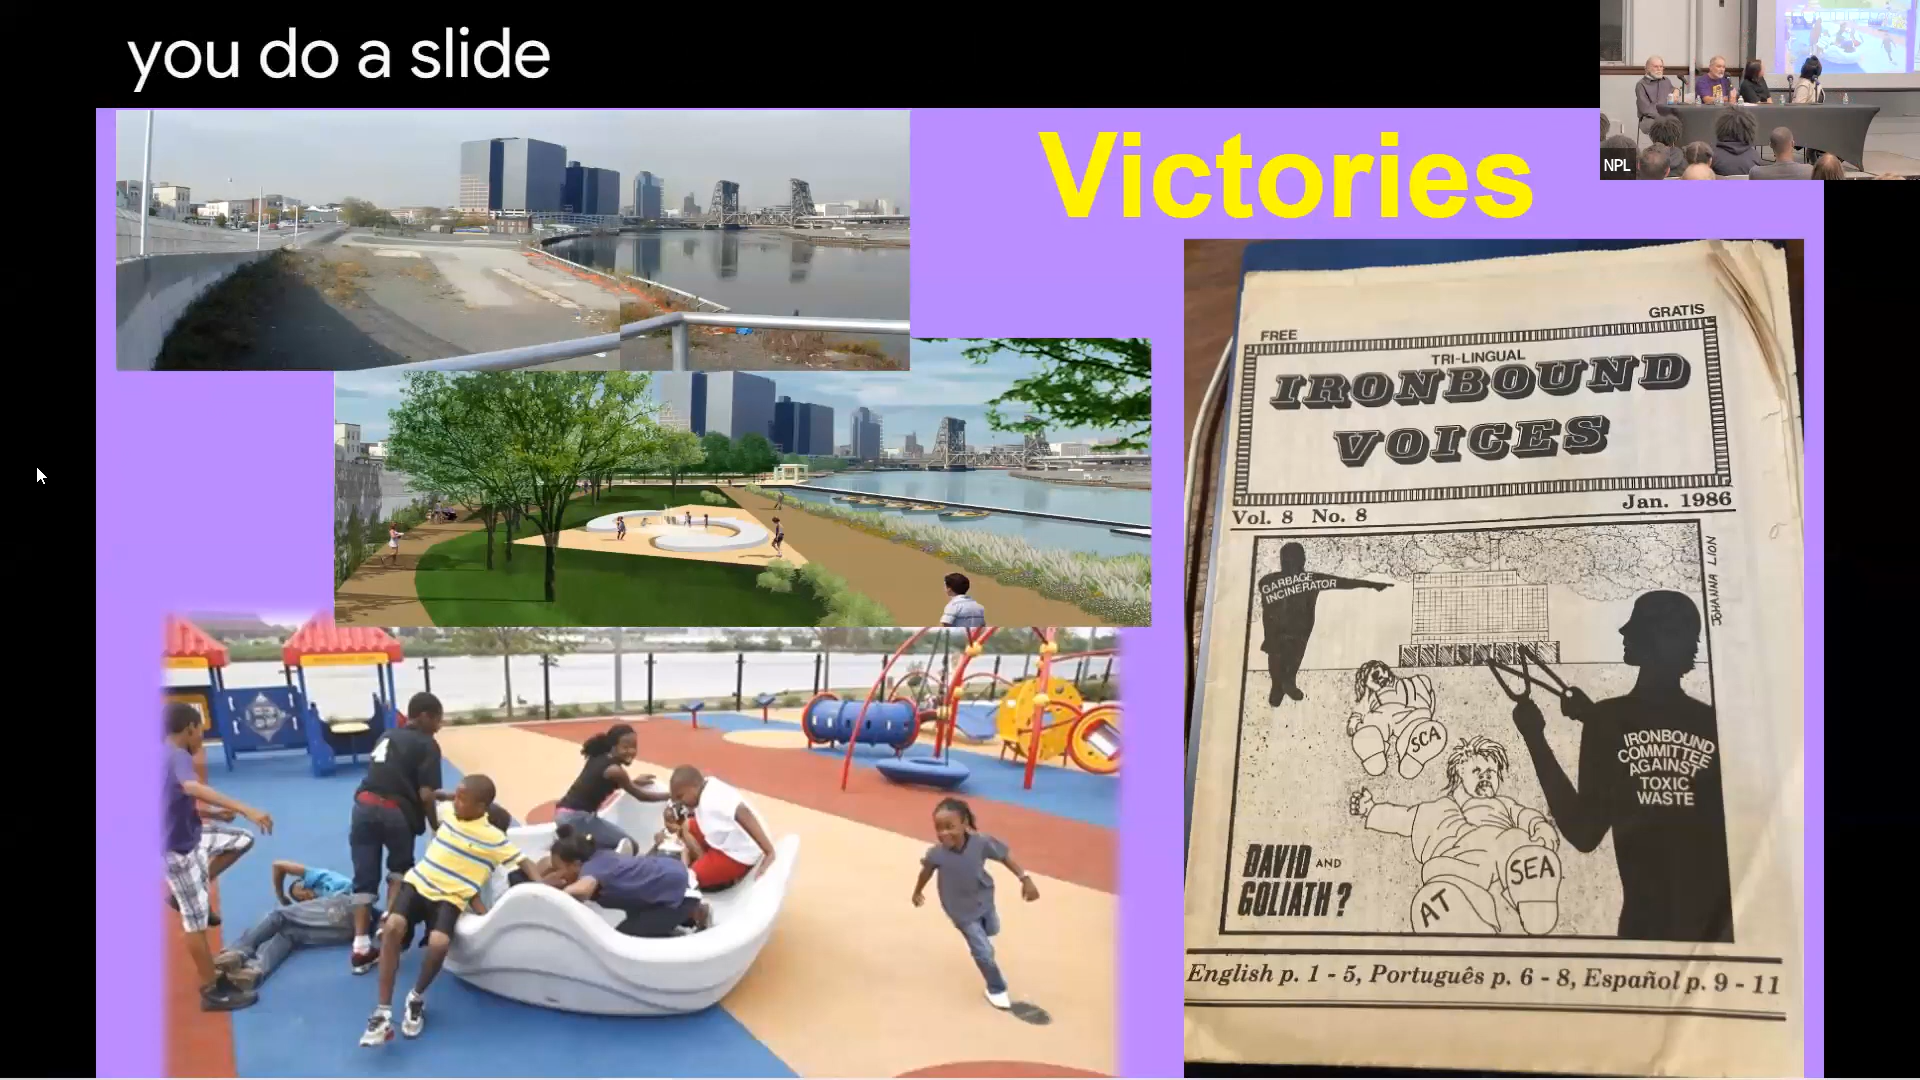 you do a slide
NPL
Victories
FREE
GRATIS
TRI-LINGUAL
IRONBOUND
VOICES
Vol. 8 No. 8
Jan. 1986
JOHANNA LION
GARBAGE
INCINERATOR
SCA
IRONBOUND
COMMITTEE
AGAINST
TOXIC
WASTE
SEA
AT
DAVID AND
GOLIATH?
English p. 1 - 5, Português p. 6 - 8, Español p. 9 - 11
4